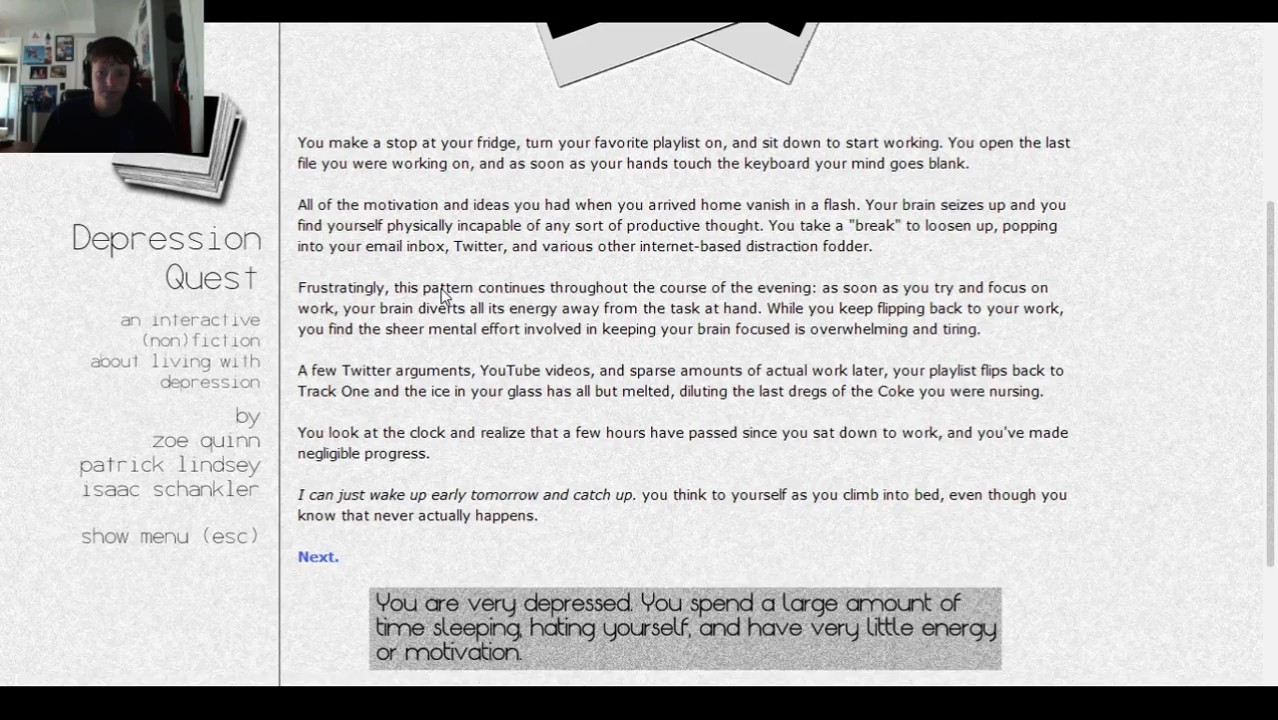 Depression
Quest
an interactive
(non)fiction
about living with
depression
by
zoe quinn
patrick lindsey
isaac schankler
show menu (esc)
You make a stop at your fridge, turn your favorite playlist on, and sit down to start working. You open the last
file you were working on, and as soon as your hands touch the keyboard your mind goes blank.
All of the motivation and ideas you had when you arrived home vanish in a flash. Your brain seizes up and you
find yourself physically incapable of any sort of productive thought. You take a "break" to loosen up, popping
into your email inbox, Twitter, and various other internet-based distraction fodder.
Frustratingly, this pattern continues throughout the course of the evening: as soon as you try and focus on
work, your brain diverts all its energy away from the task at hand. While you keep flipping back to your work,
you find the sheer mental effort involved in keeping your brain focused is overwhelming and tiring.
A few Twitter arguments, YouTube videos, and sparse amounts of actual work later, your playlist flips back to
Track One and the ice in your glass has all but melted, diluting the last dregs of the Coke you were nursing.
You look at the clock and realize that a few hours have passed since you sat down to work, and you've made
negligible progress.
I can just wake up early tomorrow and catch up. you think to yourself as you climb into bed, even though you
know that never actually happens.
Next.
You are very depressed. You spend a large amount of
time sleeping, hating yourself, and have very little energy
or motivation.